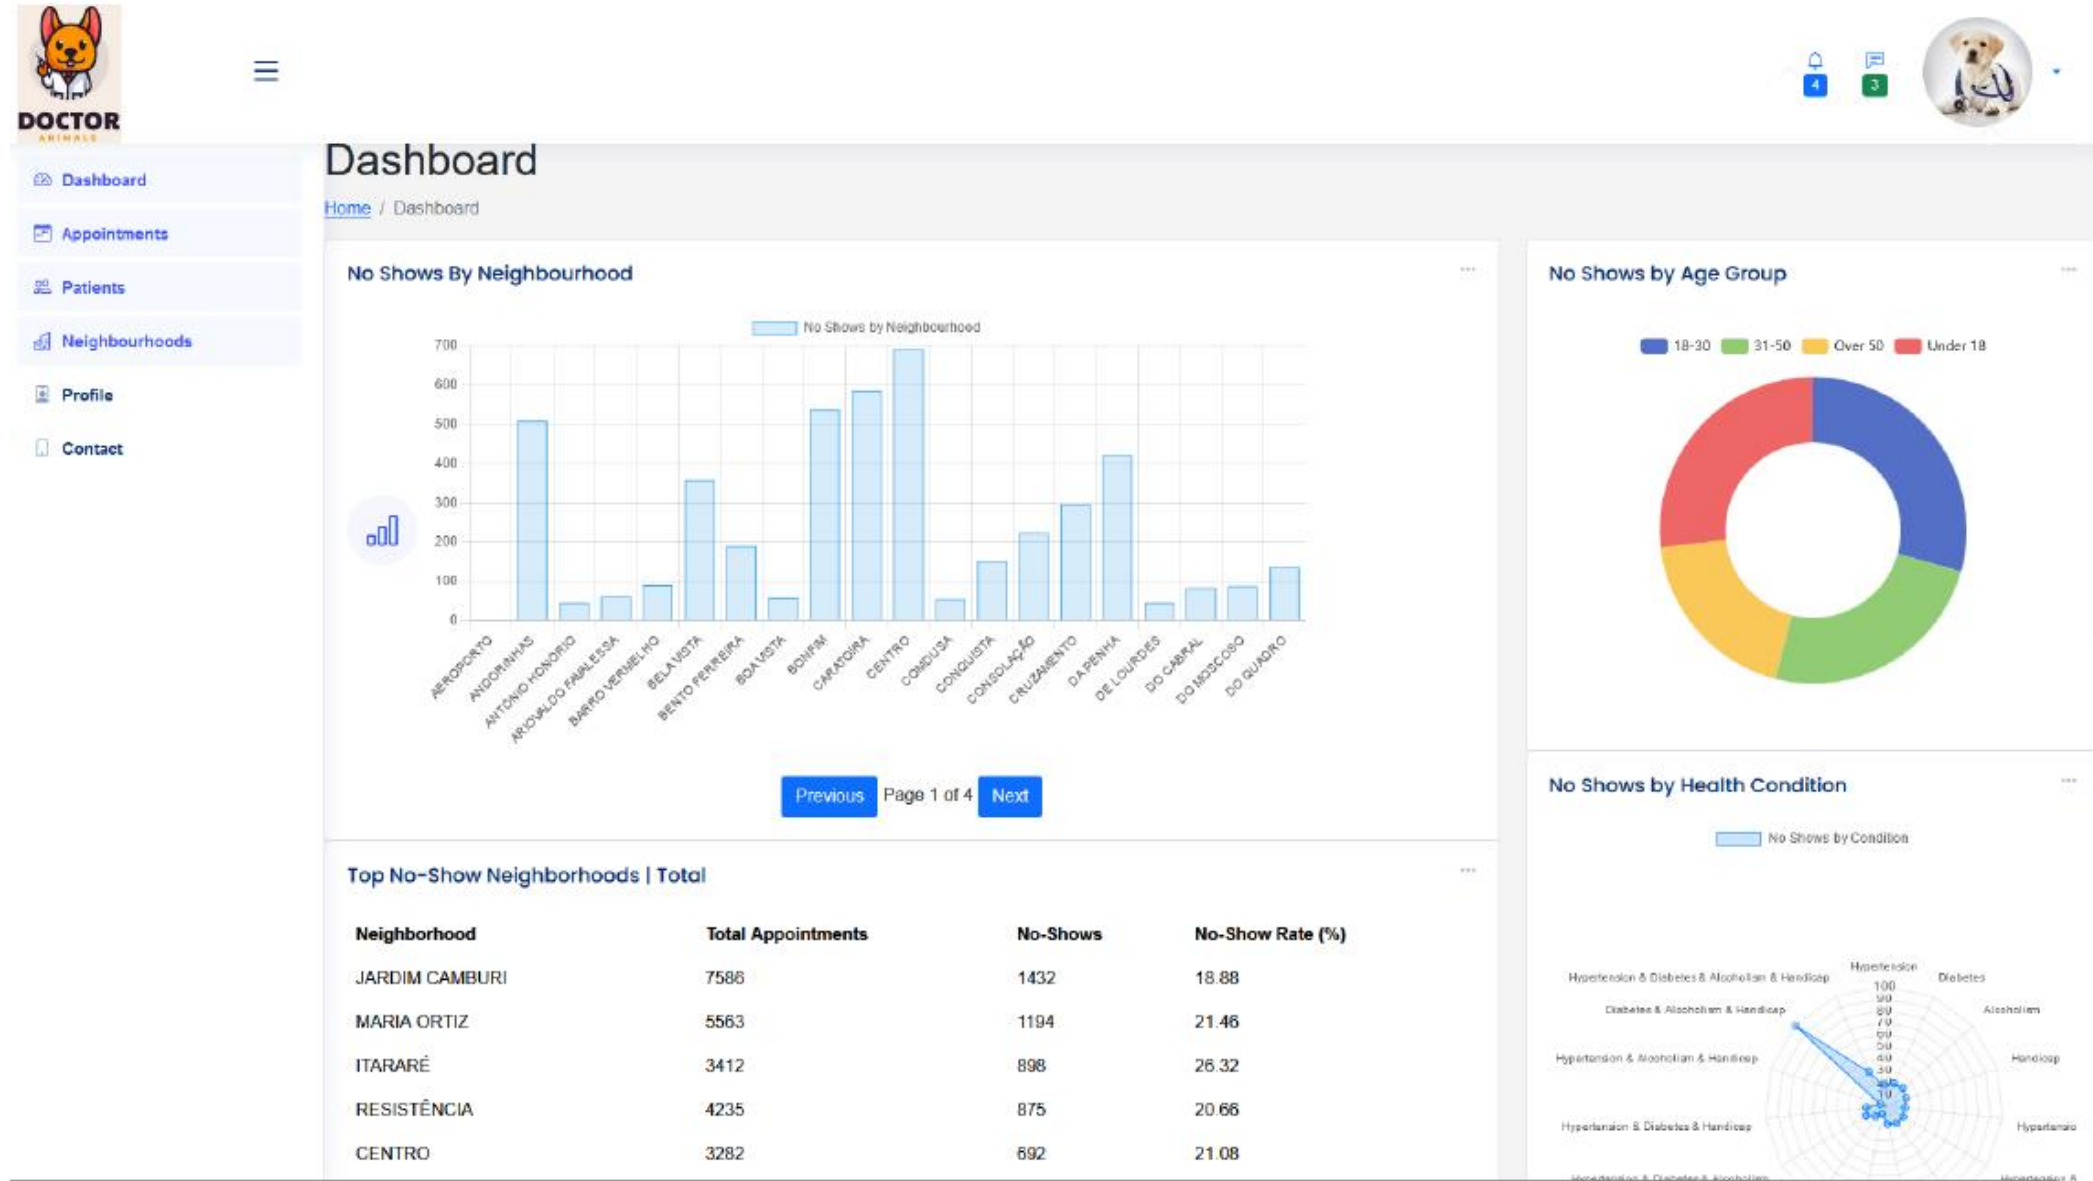 DOCTOR
ANIMALS
4
3
Dashboard
Appointments
Patients
Neighbourhoods
Profile
Contact
Dashboard
Home / Dashboard
No Shows By Neighbourhood
No Shows by Neighbourhood
700
600
500
400
300
200
100
0
AEROPORTO
ANDORINHAS
ANTÔNIO HONÓRIO
ARIOVALDO FAVALESSA
BARRO VERMELHO
BELA VISTA
BENTO FERREIRA
BOA VISTA
BONFIM
CARATOÍRA
CENTRO
COMDUSA
CONQUISTA
CONSOLAÇÃO
CRUZAMENTO
DA PENHA
DE LOURDES
DO CABRAL
DO MOSCOSO
DO QUADRO
Previous Page 1 of 4 Next
Top No-Show Neighborhoods | Total
Neighborhood Total Appointments No-Shows No-Show Rate (%)
JARDIM CAMBURI 7586 1432 18.88
MARIA ORTIZ 5563 1194 21.46
ITARARÉ 3412 898 26.32
RESISTÊNCIA 4235 875 20.66
CENTRO 3282 692 21.08
No Shows by Age Group
18-30 31-50 Over 50 Under 18
No Shows by Health Condition
No Shows by Condition
Hypertension
Diabetes
Alcoholism
Handicap
Hypertensio
Hypertension & Diabetes & Alcoholism & Handicap
Diabetes & Alcoholism & Handicap
Hypertension & Alcoholism & Handicap
Hypertension & Diabetes & Handicap
100
90
80
70
60
50
40
30
10